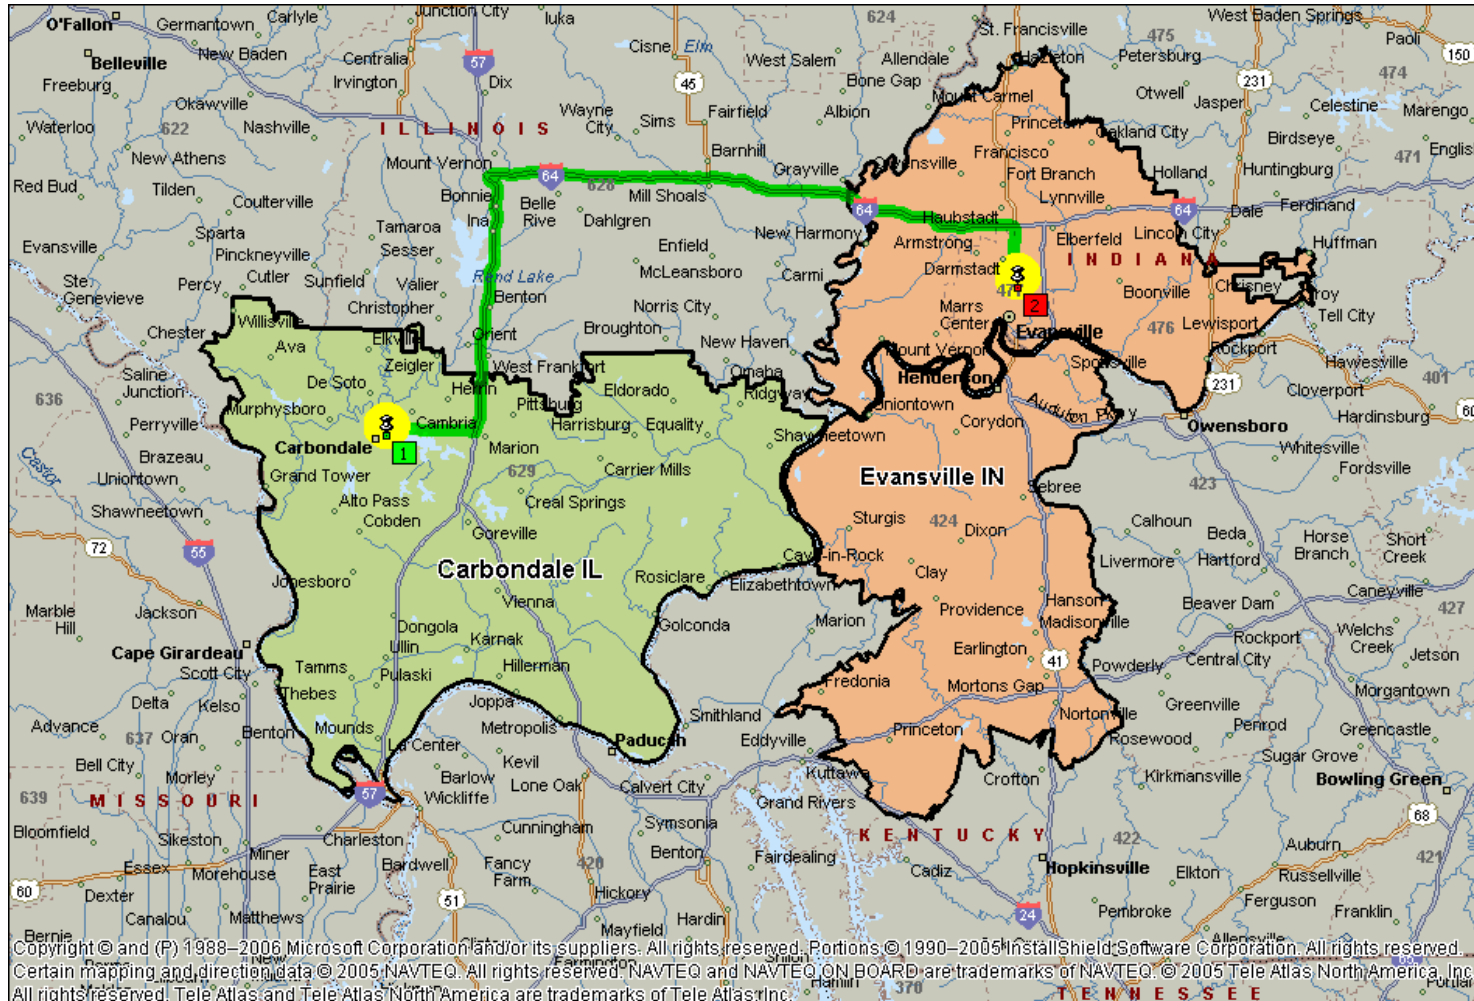 O'Fallon
Germantown
Carlyle
Junction City
Iuka
624
St. Francisville
West Baden Springs
475
Paoli
150
Belleville
New Baden
Centralia
57
Cisne
Elm
West Salem
Allendale
Hazleton
Petersburg
474
Freeburg
Irvington
Dix
45
Bone Gap
231
Okawville
Wayne
City
Fairfield
Albion
Mount Carmel
Otwell
Jasper
Celestine
Marengo
Waterloo
622
Nashville
ILLINOIS
Sims
Princeton
Oakland City
Birdseye
New Athens
Mount Vernon
Barnhill
Grayville
Owensville
Francisco
Huntingburg
471
English
Red Bud
Tilden
Bonnie
64
628
Mill Shoals
Fort Branch
Holland
Coulterville
Ina
Belle
Rive
Dahlgren
64
Lynnville
64
Dale
Ferdinand
Evansville
Sparta
Tamaroa
New Harmony
Haubstadt
Elberfeld
Lincoln City
Huffman
Pinckneyville
Sesser
Enfield
Armstrong
INDIANA
Ste.
Genevieve
Percy
Cutler
Sunfield
Valier
Rend Lake
McLeansboro
Carmi
Darmstadt
Boonville
Chrisney
Troy
Christopher
Benton
Norris City
Marrs
Center
2
Tell City
Chester
Willisville
Elkville
Orient
Broughton
New Haven
Evansville
476
Lewisport
Ava
Zeigler
West Frankfort
Omaha
Mount Vernon
Spottsville
Rockport
Hawesville
636
Saline
Junction
De Soto
Herrin
Eldorado
Ridgway
Henderson
231
Cloverport
401
Murphysboro
Pittsburg
Uniontown
Audubon Pkwy
Hardinsburg
60
Perryville
Cambria
Harrisburg
Equality
Shawneetown
Corydon
Owensboro
Castor
Brazeau
Carbondale
1
Marion
Whitesville
Uniontown
Grand Tower
629
Carrier Mills
Evansville IN
Sebree
423
Fordsville
Shawneetown
Alto Pass
Creal Springs
Sturgis
Cobden
424
Dixon
Calhoun
Beda
Horse
Branch
Short
Creek
72
55
Goreville
Cave-in-Rock
Livermore
Hartford
Carbondale IL
Jonesboro
Rosiclare
Elizabethtown
Clay
Caneyville
Marble
Hill
Jackson
Vienna
Providence
Hanson
Beaver Dam
427
Dongola
Golconda
Marion
Madisonville
Cape Girardeau
Ullin
Karnak
Earlington
Rockport
Welchs
Creek
Jetson
Scott City
Tamms
Hillerman
41
Powderly
Central City
Pulaski
Fredonia
Mortons Gap
Morgantown
Delta
Kelso
Thebes
Joppa
Smithland
Nortonville
Greenville
Advance
637
Oran
Benton
Mounds
Metropolis
Eddyville
Princeton
Rosewood
Penrod
Greencastle
La Center
Paducah
Sugar Grove
Bell City
Morley
Kevil
Kuttawa
Crofton
Kirkmansville
Bowling Green
639
MISSOURI
57
Barlow
Wickliffe
Lone Oak
Calvert City
Grand Rivers
68
Bloomfield
Sikeston
Charleston
Cunningham
Symsonia
KENTUCKY
422
Auburn
421
Miner
Essex
Morehouse
East
Prairie
Bardwell
Fancy
Farm
420
Benton
Fairdealing
Cadiz
Hopkinsville
Elkton
Russellville
60
Dexter
51
Hickory
Ferguson
Canalou
Matthews
Mayfield
Hardin
24
Pembroke
Franklin
Bernie
Allensville
Copyright © and (P) 1988–2006 Microsoft Corporation and/or its suppliers. All rights reserved. Portions © 1990–2005 InstallShield Software Corporation. All rights reserved.
Certain mapping and direction data © 2005 NAVTEQ. All rights reserved. NAVTEQ and NAVTEQ ON BOARD are trademarks of NAVTEQ. © 2005 Tele Atlas North America, Inc.
All rights reserved. Tele Atlas and Tele Atlas North America are trademarks of Tele Atlas, Inc.
Hamlin
370
TENNESSEE